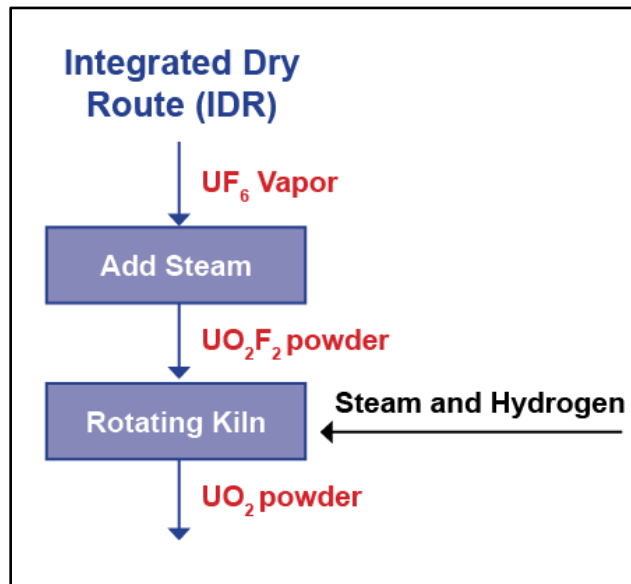 Integrated Dry
Route (IDR)
UF₆ Vapor
Add Steam
UO₂F₂ powder
Steam and Hydrogen
Rotating Kiln
UO₂ powder